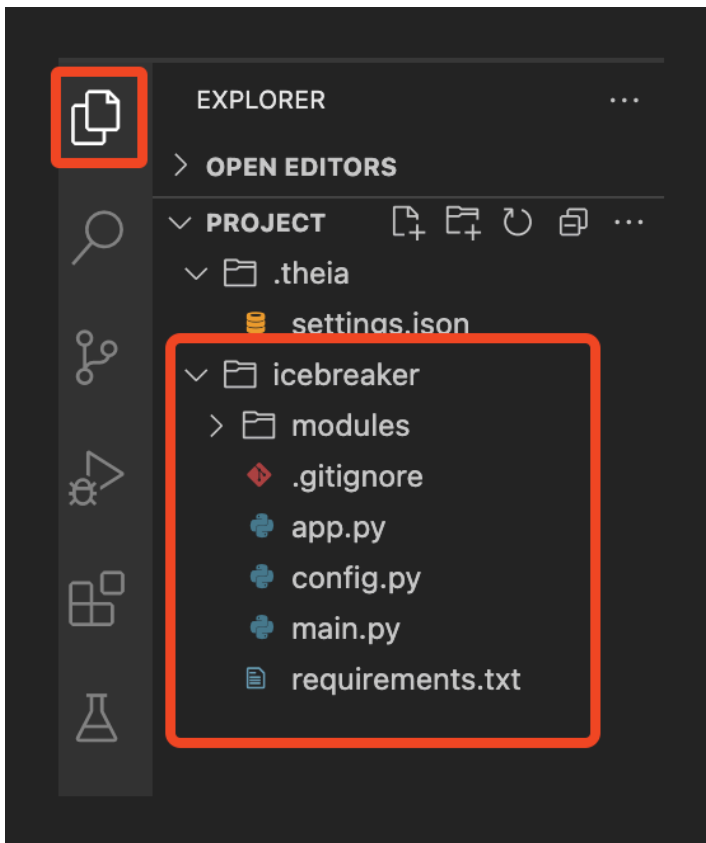 EXPLORER
OPEN EDITORS
PROJECT
.theia
settings.json
icebreaker
modules
.gitignore
app.py
config.py
main.py
requirements.txt